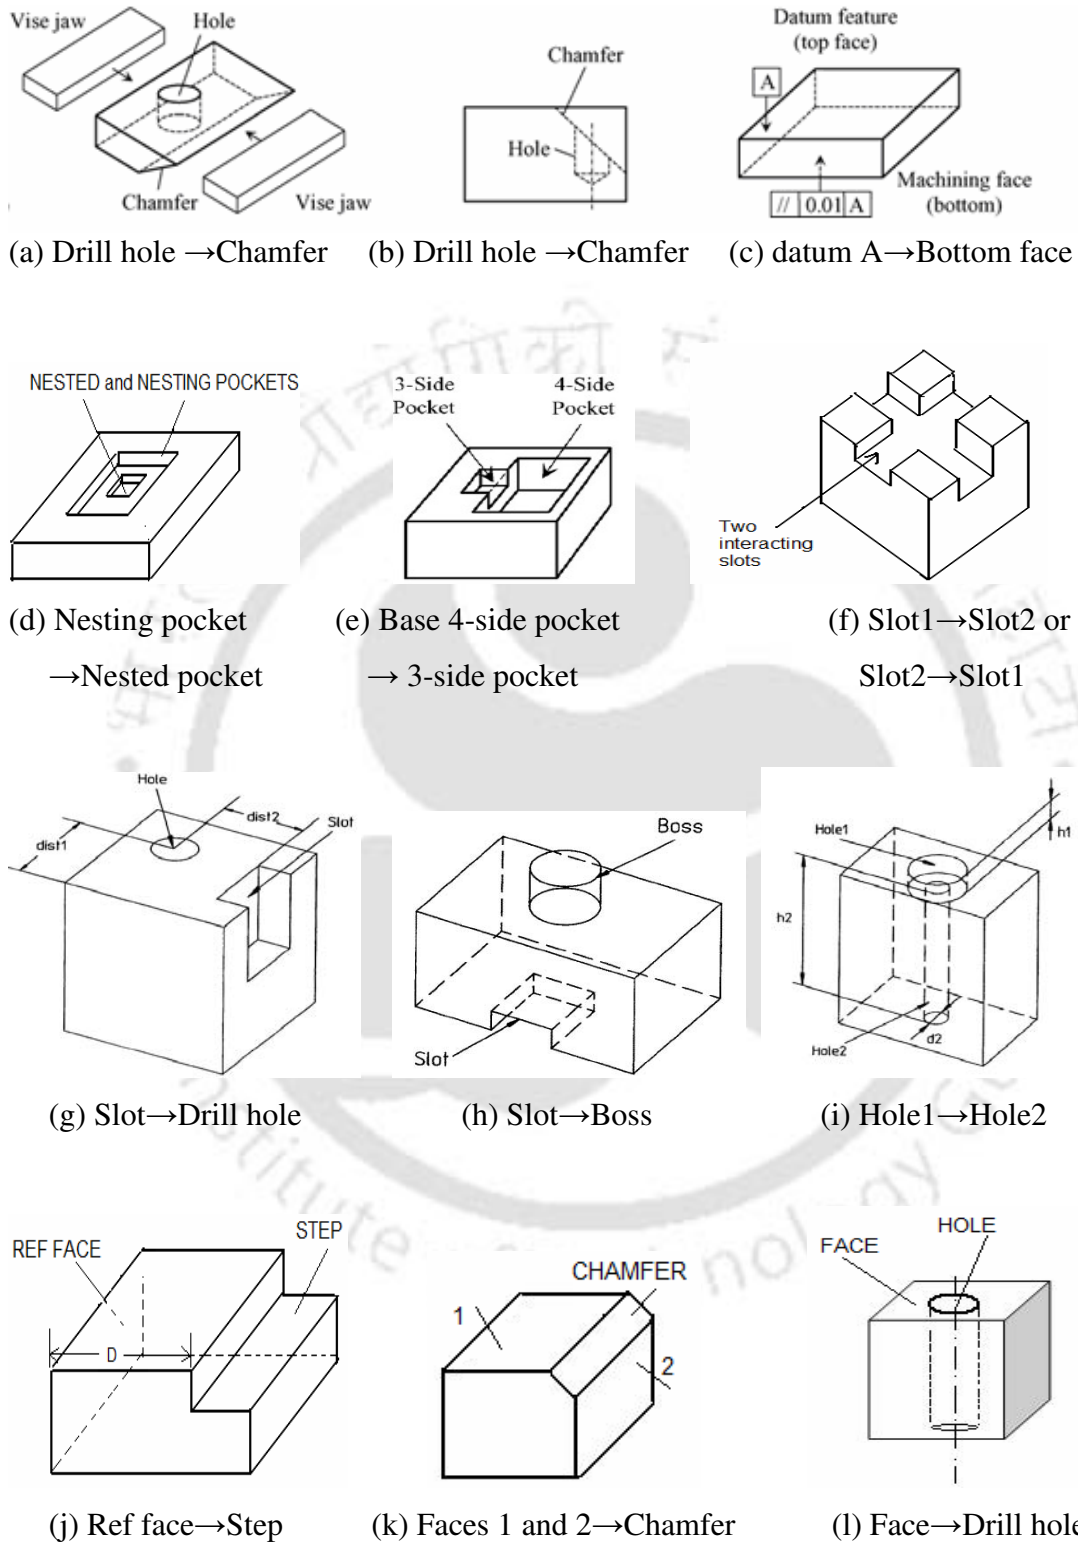 Vise jaw
Hole
Chamfer
Vise jaw
(a) Drill hole →Chamfer
Chamfer
Hole
(b) Drill hole →Chamfer
Datum feature
(top face)
A
Machining face
(bottom)
// 0.01 A
(c) datum A→Bottom face
NESTED and NESTING POCKETS
(d) Nesting pocket
→Nested pocket
3-Side
Pocket
4-Side
Pocket
(e) Base 4-side pocket
→ 3-side pocket
Two
interacting
slots
(f) Slot1→Slot2 or
Slot2→Slot1
Hole
dist1
dist2
Slot
(g) Slot→Drill hole
Boss
Slot
(h) Slot→Boss
Hole1
h1
h2
Hole2
d2
(i) Hole1→Hole2
REF FACE
STEP
D
(j) Ref face→Step
CHAMFER
1
2
(k) Faces 1 and 2→Chamfer
HOLE
FACE
(l) Face→Drill hole